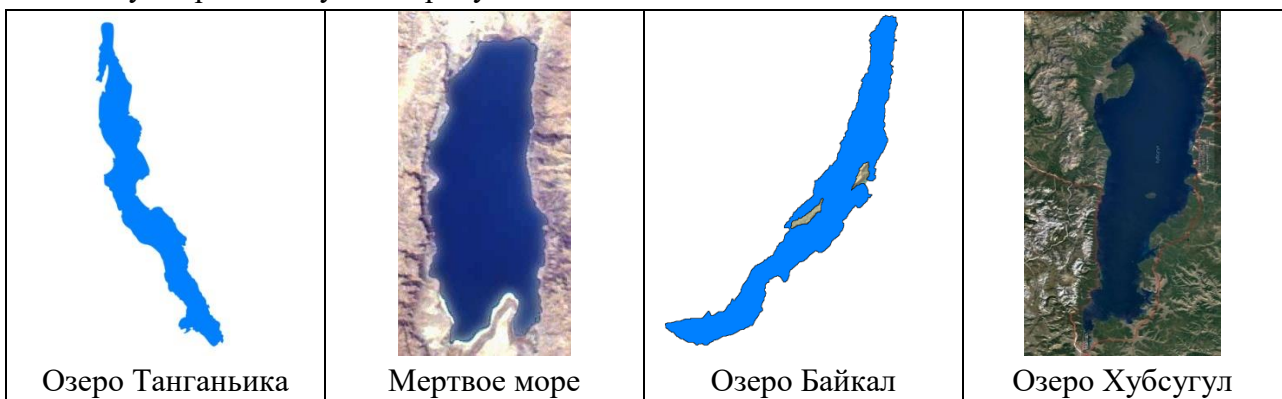 Озеро Танганьика
Мертвое море
Озеро Байкал
Озеро Хубсугул